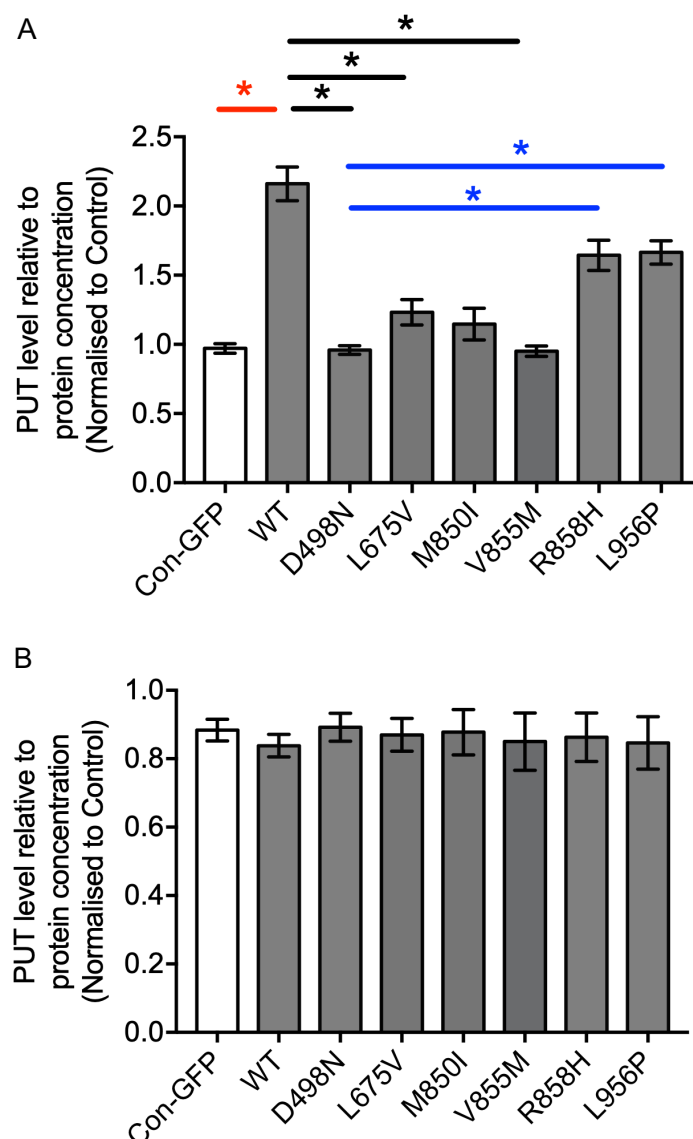 A
*
*
*
*
*
*
PUT level relative to
protein concentration
(Normalised to Control)
2.5
2.0
1.5
1.0
0.5
0.0
Con-GFP
WT
D498N
L675V
M850I
V855M
R858H
L956P
B
PUT level relative to
protein concentration
(Normalised to Control)
1.0
0.8
0.6
0.4
0.2
0.0
Con-GFP
WT
D498N
L675V
M850I
V855M
R858H
L956P